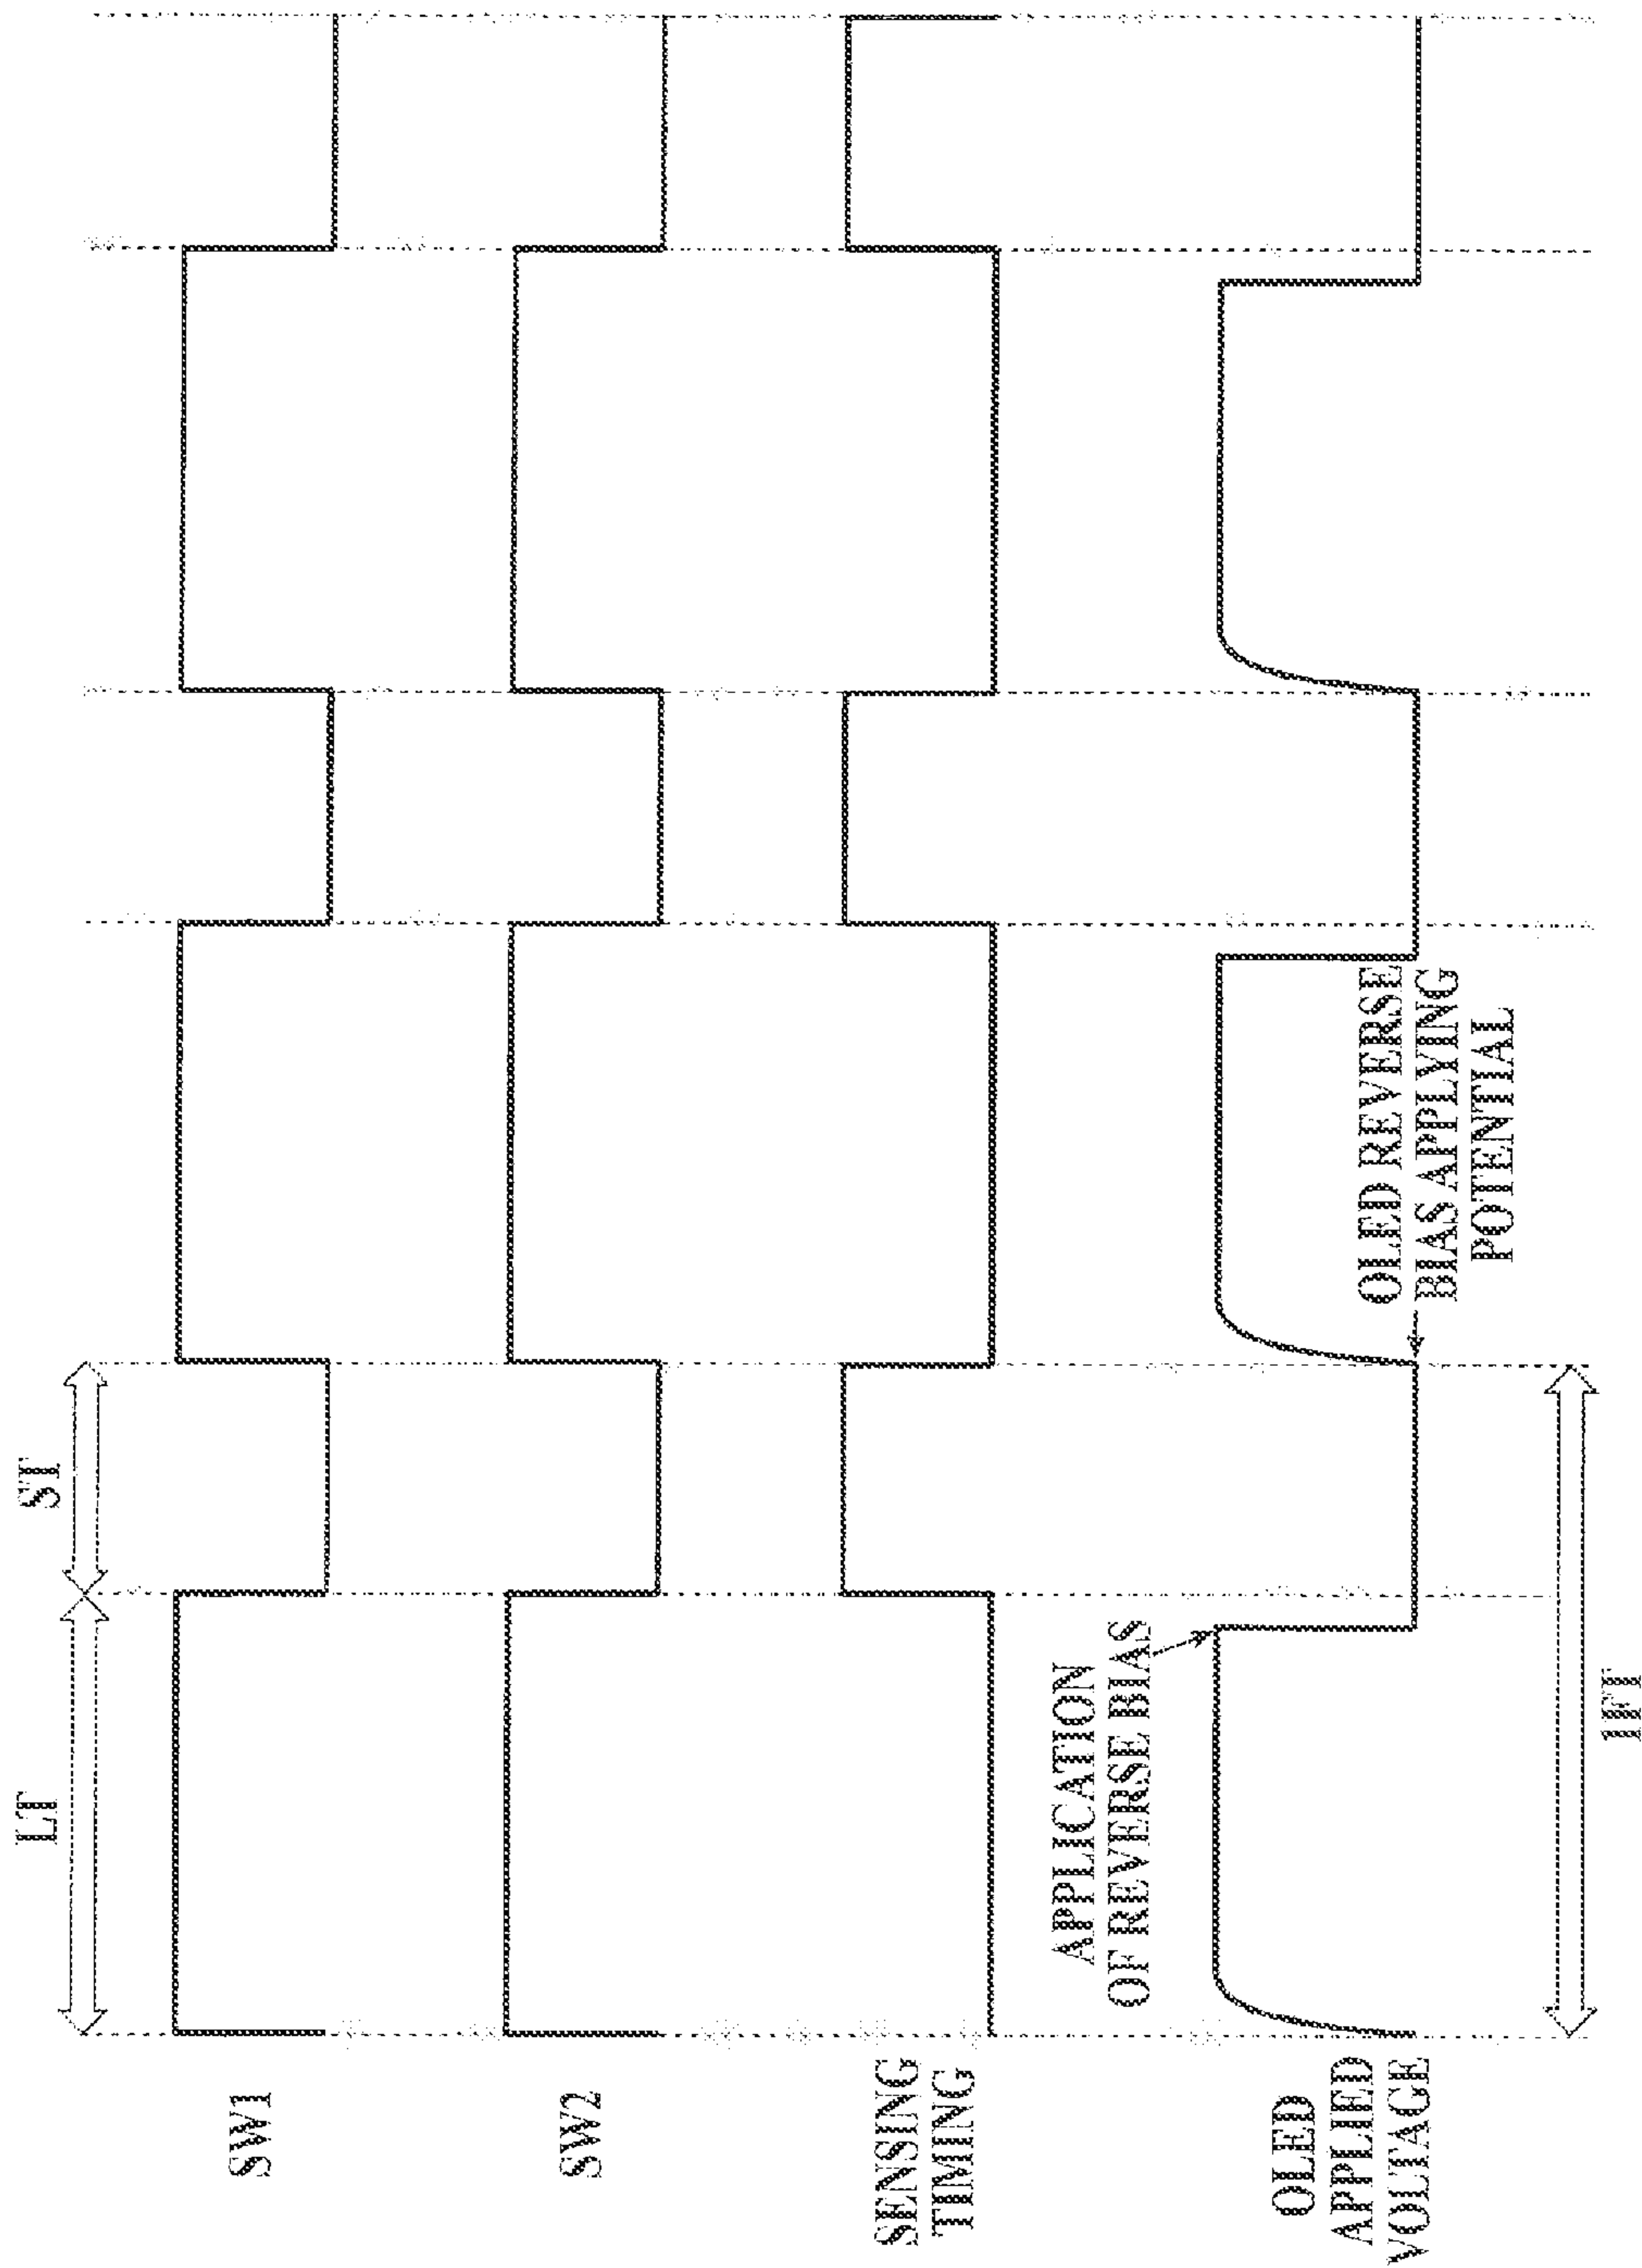 LT
ST
SW1
SW2
SENSING
TIMING
APPLICATION
OF REVERSE BIAS
OLED
APPLIED
VOLTAGE
OLED REVERSE
BIAS APPLYING
POTENTIAL
1FT